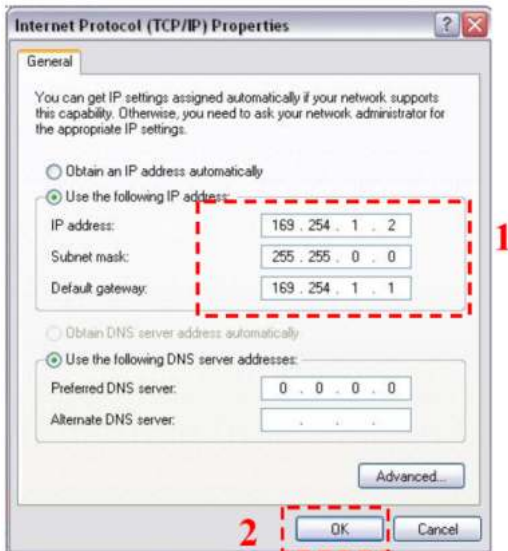 Internet Protocol (TCP/IP) Properties
General
You can get IP settings assigned automatically if your network supports
this capability. Otherwise, you need to ask your network administrator for
the appropriate IP settings.
Obtain an IP address automatically
Use the following IP address:
IP address: 169 . 254 . 1 . 2
Subnet mask: 255 . 255 . 0 . 0
Default gateway: 169 . 254 . 1 . 1
1
Obtain DNS server address automatically
Use the following DNS server addresses:
Preferred DNS server: 0 . 0 . 0 . 0
Alternate DNS server: . . .
Advanced...
2
OK Cancel